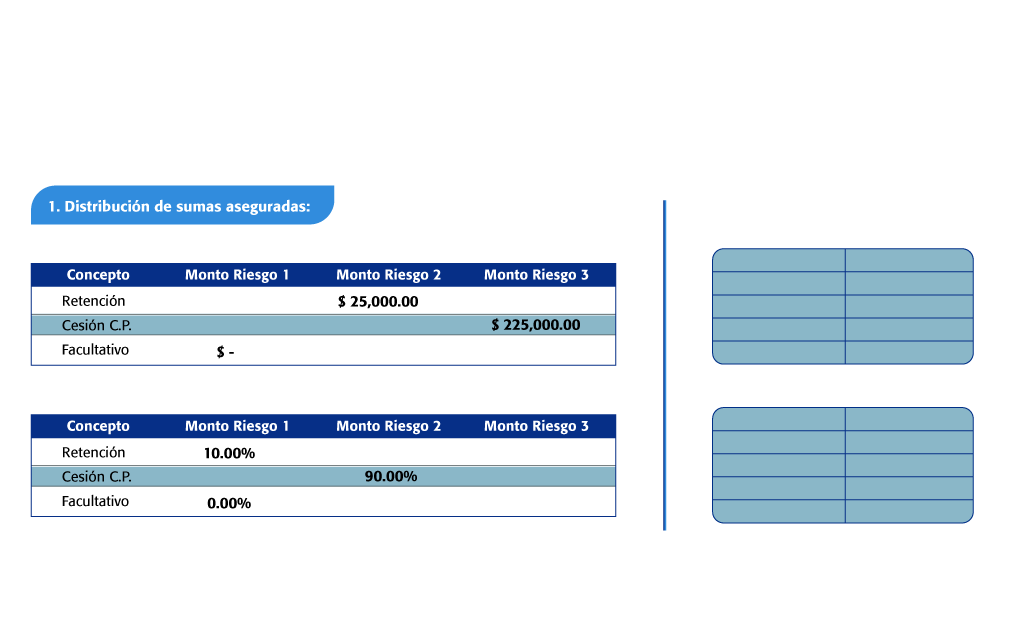 1. Distribución de sumas aseguradas:
Concepto Monto Riesgo 1 Monto Riesgo 2 Monto Riesgo 3
Retención $ 25,000.00
Cesión C.P. $ 225,000.00
Facultativo $ -
Concepto Monto Riesgo 1 Monto Riesgo 2 Monto Riesgo 3
Retención 10.00%
Cesión C.P. 90.00%
Facultativo 0.00%